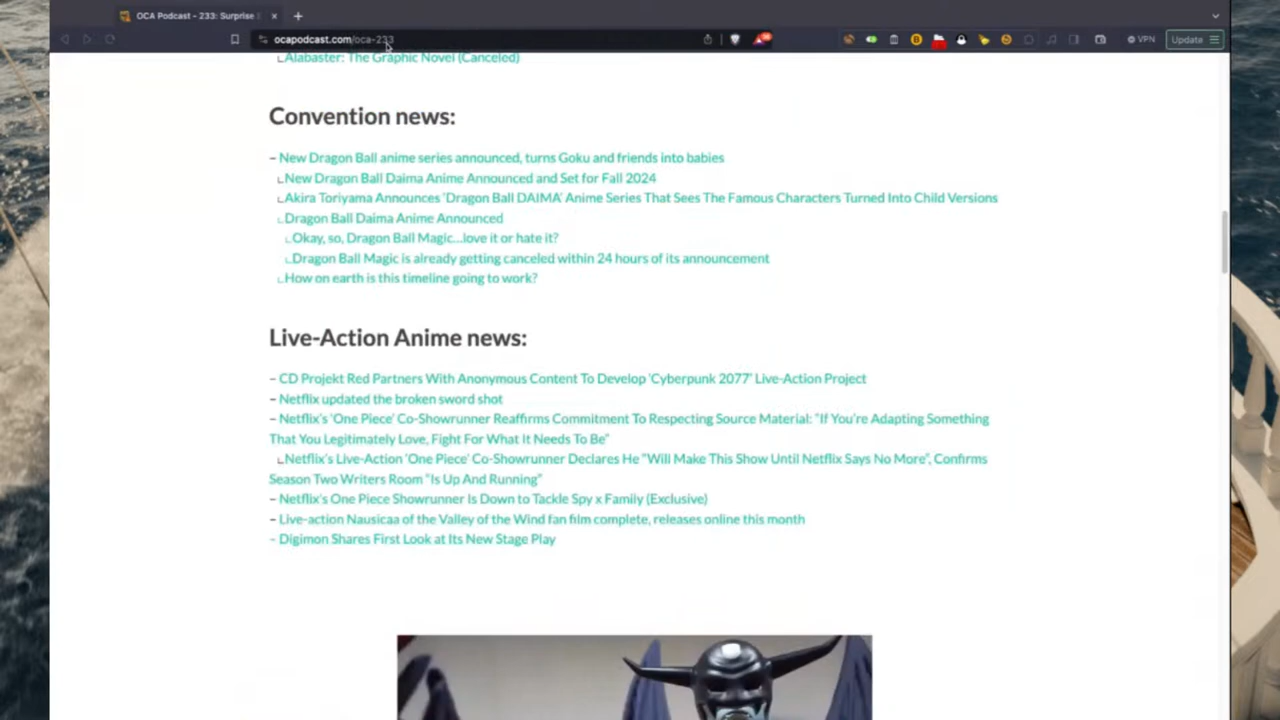 OCA Podcast - 233: Surprise
ocapodcast.com/oca-233
VPN
Update
Alabaster: The Graphic Novel (Canceled)
Convention news:
– New Dragon Ball anime series announced, turns Goku and friends into babies
∟New Dragon Ball Daima Anime Announced and Set for Fall 2024
∟Akira Toriyama Announces ‘Dragon Ball DAIMA’ Anime Series That Sees The Famous Characters Turned Into Child Versions
∟Dragon Ball Daima Anime Announced
∟Okay, so, Dragon Ball Magic…love it or hate it?
∟Dragon Ball Magic is already getting canceled within 24 hours of its announcement
∟How on earth is this timeline going to work?
Live-Action Anime news:
– CD Projekt Red Partners With Anonymous Content To Develop ‘Cyberpunk 2077’ Live-Action Project
– Netflix updated the broken sword shot
– Netflix’s ‘One Piece’ Co-Showrunner Reaffirms Commitment To Respecting Source Material: “If You’re Adapting Something
That You Legitimately Love, Fight For What It Needs To Be”
∟Netflix’s Live-Action ‘One Piece’ Co-Showrunner Declares He “Will Make This Show Until Netflix Says No More”, Confirms
Season Two Writers Room “Is Up And Running”
– Netflix’s One Piece Showrunner Is Down to Tackle Spy x Family (Exclusive)
– Live-action Nausicaa of the Valley of the Wind fan film complete, releases online this month
– Digimon Shares First Look at Its New Stage Play